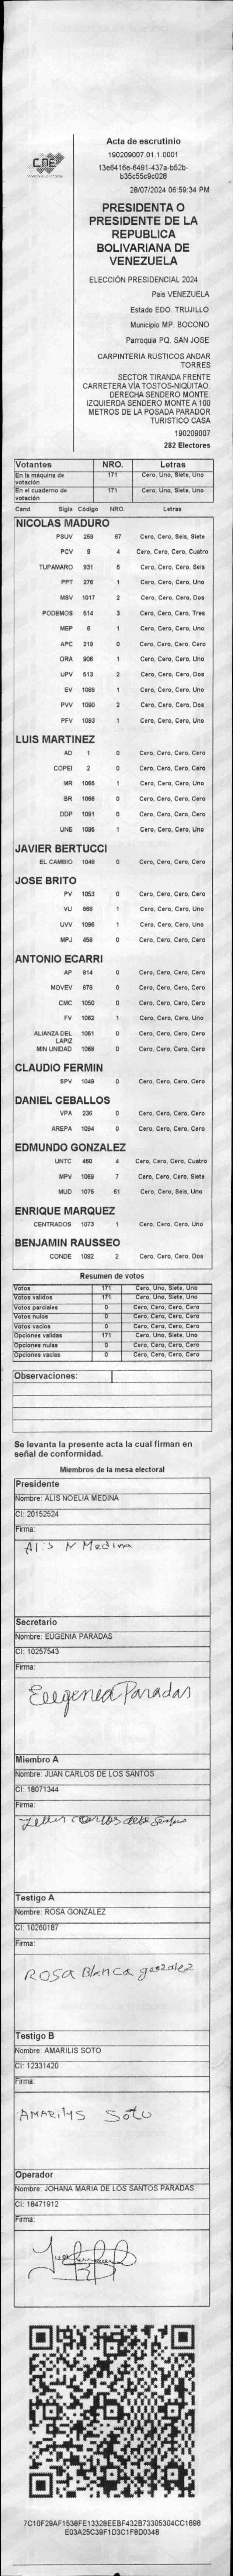 CNE
Acta de escrutinio
190209007.01.1.0001
13e6416e-6491-437a-b52b-
b35c55c9c028
28/07/2024 06:59:34 PM
PRESIDENTA O
PRESIDENTE DE LA
REPUBLICA
BOLIVARIANA DE
VENEZUELA
ELECCIÓN PRESIDENCIAL 2024
Pais VENEZUELA
Estado EDO. TRUJILLO
Municipio MP. BOCONO
Parroquia PQ. SAN JOSE
CARPINTERIA RUSTICOS ANDAR
TORRES
SECTOR TIRANDA FRENTE
CARRETERA VÍA TOSTOS-NIQUITAO.
DERECHA SENDERO MONTE.
IZQUIERDA SENDERO MONTE A 100
METROS DE LA POSADA PARADOR
TURISTICO CASA
190209007
282 Electores
Votantes NRO. Letras
En la máquina de votación 171 Cero, Uno, Siete, Uno
En el cuaderno de votación 171 Cero, Uno, Siete, Uno
Cand. Sigla Código NRO. Letras
NICOLAS MADURO
PSUV 269 67 Cero, Cero, Seis, Siete
PCV 9 4 Cero, Cero, Cero, Cuatro
TUPAMARO 931 6 Cero, Cero, Cero, Seis
PPT 276 1 Cero, Cero, Cero, Uno
MSV 1017 2 Cero, Cero, Cero, Dos
PODEMOS 514 3 Cero, Cero, Cero, Tres
MEP 6 1 Cero, Cero, Cero, Uno
APC 219 0 Cero, Cero, Cero, Cero
ORA 906 1 Cero, Cero, Cero, Uno
UPV 513 2 Cero, Cero, Cero, Dos
EV 1089 1 Cero, Cero, Cero, Uno
PVV 1090 2 Cero, Cero, Cero, Dos
PFV 1093 1 Cero, Cero, Cero, Uno
LUIS MARTINEZ
AD 1 0 Cero, Cero, Cero, Cero
COPEI 2 0 Cero, Cero, Cero, Cero
MR 1065 1 Cero, Cero, Cero, Uno
BR 1066 0 Cero, Cero, Cero, Cero
DDP 1091 0 Cero, Cero, Cero, Cero
UNE 1095 1 Cero, Cero, Cero, Uno
JAVIER BERTUCCI
EL CAMBIO 1048 0 Cero, Cero, Cero, Cero
JOSE BRITO
PV 1053 0 Cero, Cero, Cero, Cero
VU 868 1 Cero, Cero, Cero, Uno
UVV 1096 1 Cero, Cero, Cero, Uno
MPJ 458 0 Cero, Cero, Cero, Cero
ANTONIO ECARRI
AP 814 0 Cero, Cero, Cero, Cero
MOVEV 878 0 Cero, Cero, Cero, Cero
CMC 1050 0 Cero, Cero, Cero, Cero
FV 1062 1 Cero, Cero, Cero, Uno
ALIANZA DEL LAPIZ 1051 0 Cero, Cero, Cero, Cero
MIN UNIDAD 1068 0 Cero, Cero, Cero, Cero
CLAUDIO FERMIN
SPV 1049 0 Cero, Cero, Cero, Cero
DANIEL CEBALLOS
VPA 236 0 Cero, Cero, Cero, Cero
AREPA 1094 0 Cero, Cero, Cero, Cero
EDMUNDO GONZALEZ
UNTC 460 4 Cero, Cero, Cero, Cuatro
MPV 1069 7 Cero, Cero, Cero, Siete
MUD 1076 61 Cero, Cero, Seis, Uno
ENRIQUE MARQUEZ
CENTRADOS 1073 1 Cero, Cero, Cero, Uno
BENJAMIN RAUSSEO
CONDE 1092 2 Cero, Cero, Cero, Dos
Resumen de votos
Votos 171 Cero, Uno, Siete, Uno
Votos validos 171 Cero, Uno, Siete, Uno
Votos parciales 0 Cero, Cero, Cero, Cero
Votos nulos 0 Cero, Cero, Cero, Cero
Votos vacios 0 Cero, Cero, Cero, Cero
Opciones validas 171 Cero, Uno, Siete, Uno
Opciones nulas 0 Cero, Cero, Cero, Cero
Opciones vacias 0 Cero, Cero, Cero, Cero
Observaciones:
Se levanta la presente acta la cual firman en
señal de conformidad.
Miembros de la mesa electoral
Presidente
Nombre: ALIS NOELIA MEDINA
CI: 20152524
Firma:
Alis N Medina
Secretario
Nombre: EUGENIA PARADAS
CI: 10257543
Firma:
Eugenia Paradas
Miembro A
Nombre: JUAN CARLOS DE LOS SANTOS
CI: 18071344
Firma:
Testigo A
Nombre: ROSA GONZALEZ
CI: 10260187
Firma:
ROSA Blanca gonzalez
Testigo B
Nombre: AMARILIS SOTO
CI: 12331420
Firma:
AMARilys Soto
Operador
Nombre: JOHANA MARIA DE LOS SANTOS PARADAS
CI: 18471912
Firma:
7C10F29AF1538FE13328EEBF432B73305304CC1898
E03A25C39F1D3C1F8D0348